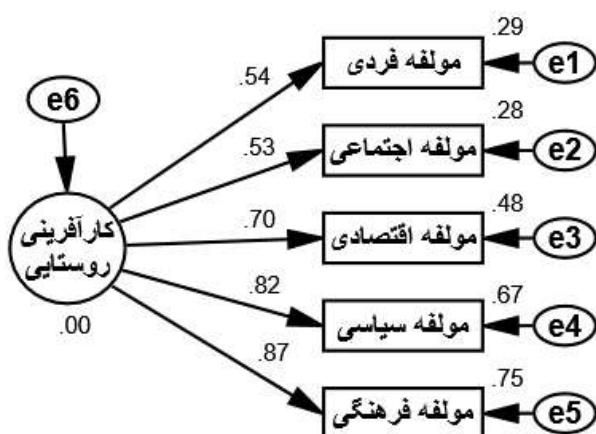 .29
.54
مولفه فردی
e1
e6
.28
.53
مولفه اجتماعی
e2
کارآفرینی
روستایی
.48
.70
مولفه اقتصادی
e3
.00
.67
.82
مولفه سیاسی
e4
.75
.87
مولفه فرهنگی
e5